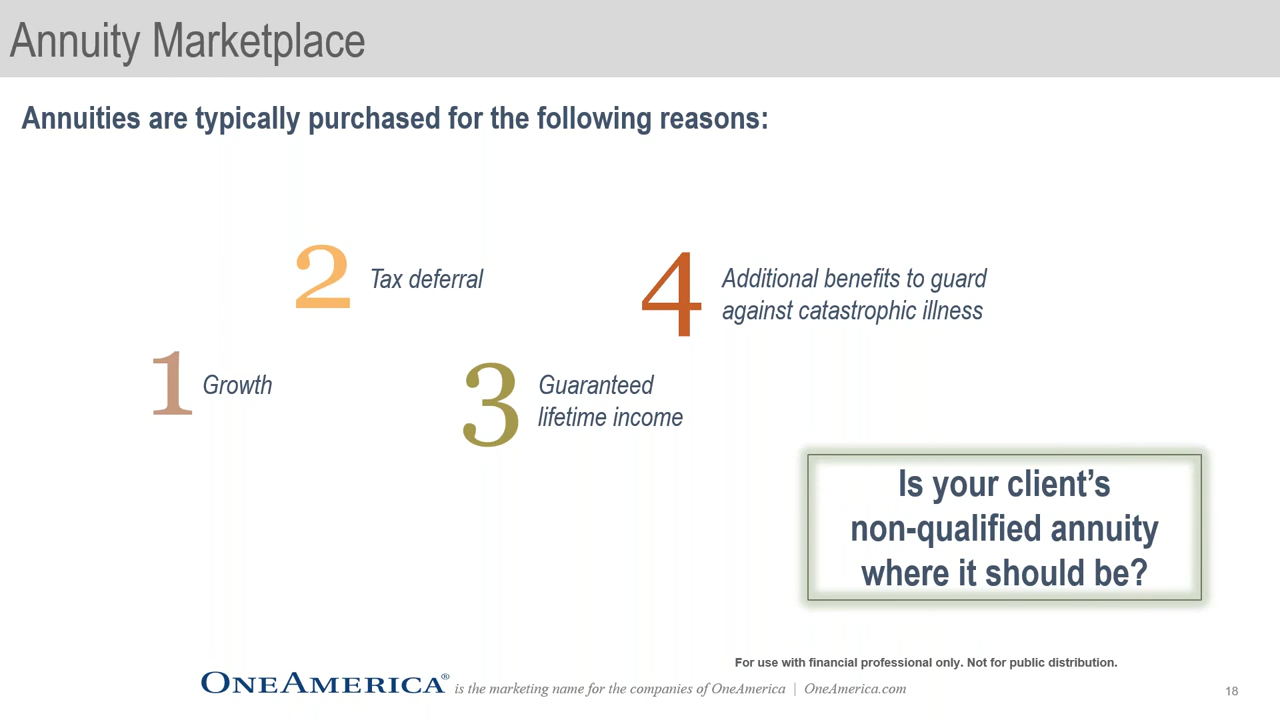 Annuity Marketplace
Annuities are typically purchased for the following reasons:
1 Growth
2 Tax deferral
3 Guaranteed
lifetime income
4 Additional benefits to guard
against catastrophic illness
Is your client’s
non-qualified annuity
where it should be?
For use with financial professional only. Not for public distribution.
ONEAMERICA® is the marketing name for the companies of OneAmerica | OneAmerica.com
18